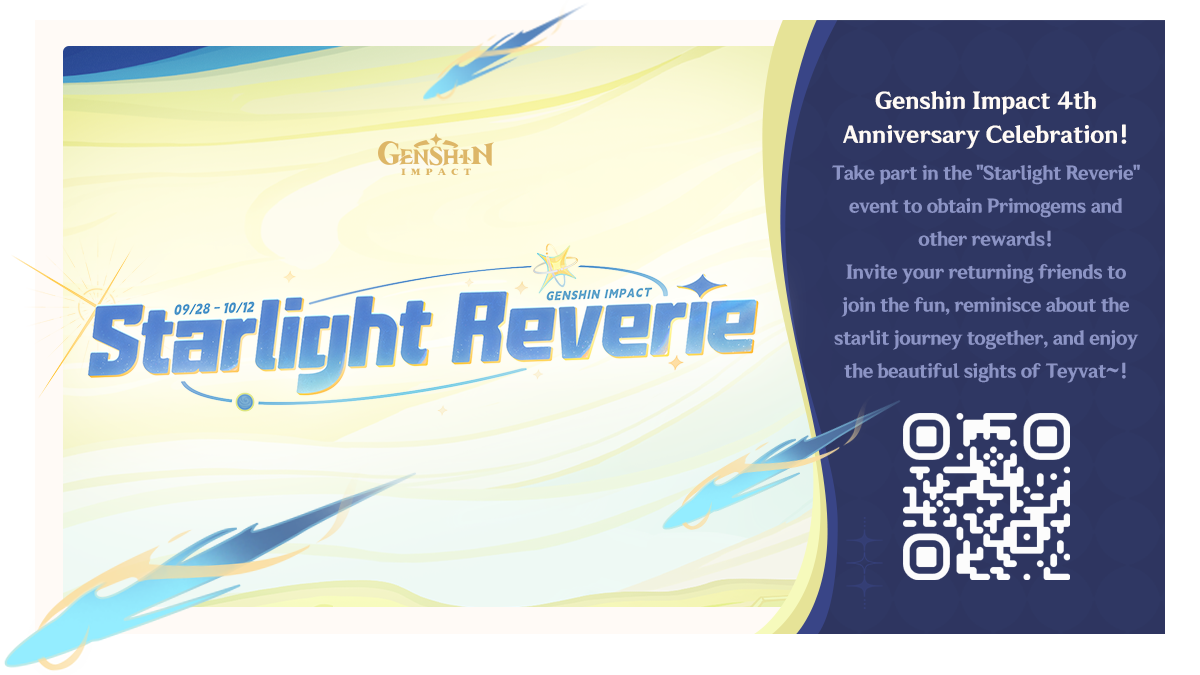 GENSHIN
IMPACT
09/28 – 10/12
GENSHIN IMPACT
Starlight Reverie
Genshin Impact 4th
Anniversary Celebration!
Take part in the "Starlight Reverie"
event to obtain Primogems and
other rewards!
Invite your returning friends to
join the fun, reminisce about the
starlit journey together, and enjoy
the beautiful sights of Teyvat~!